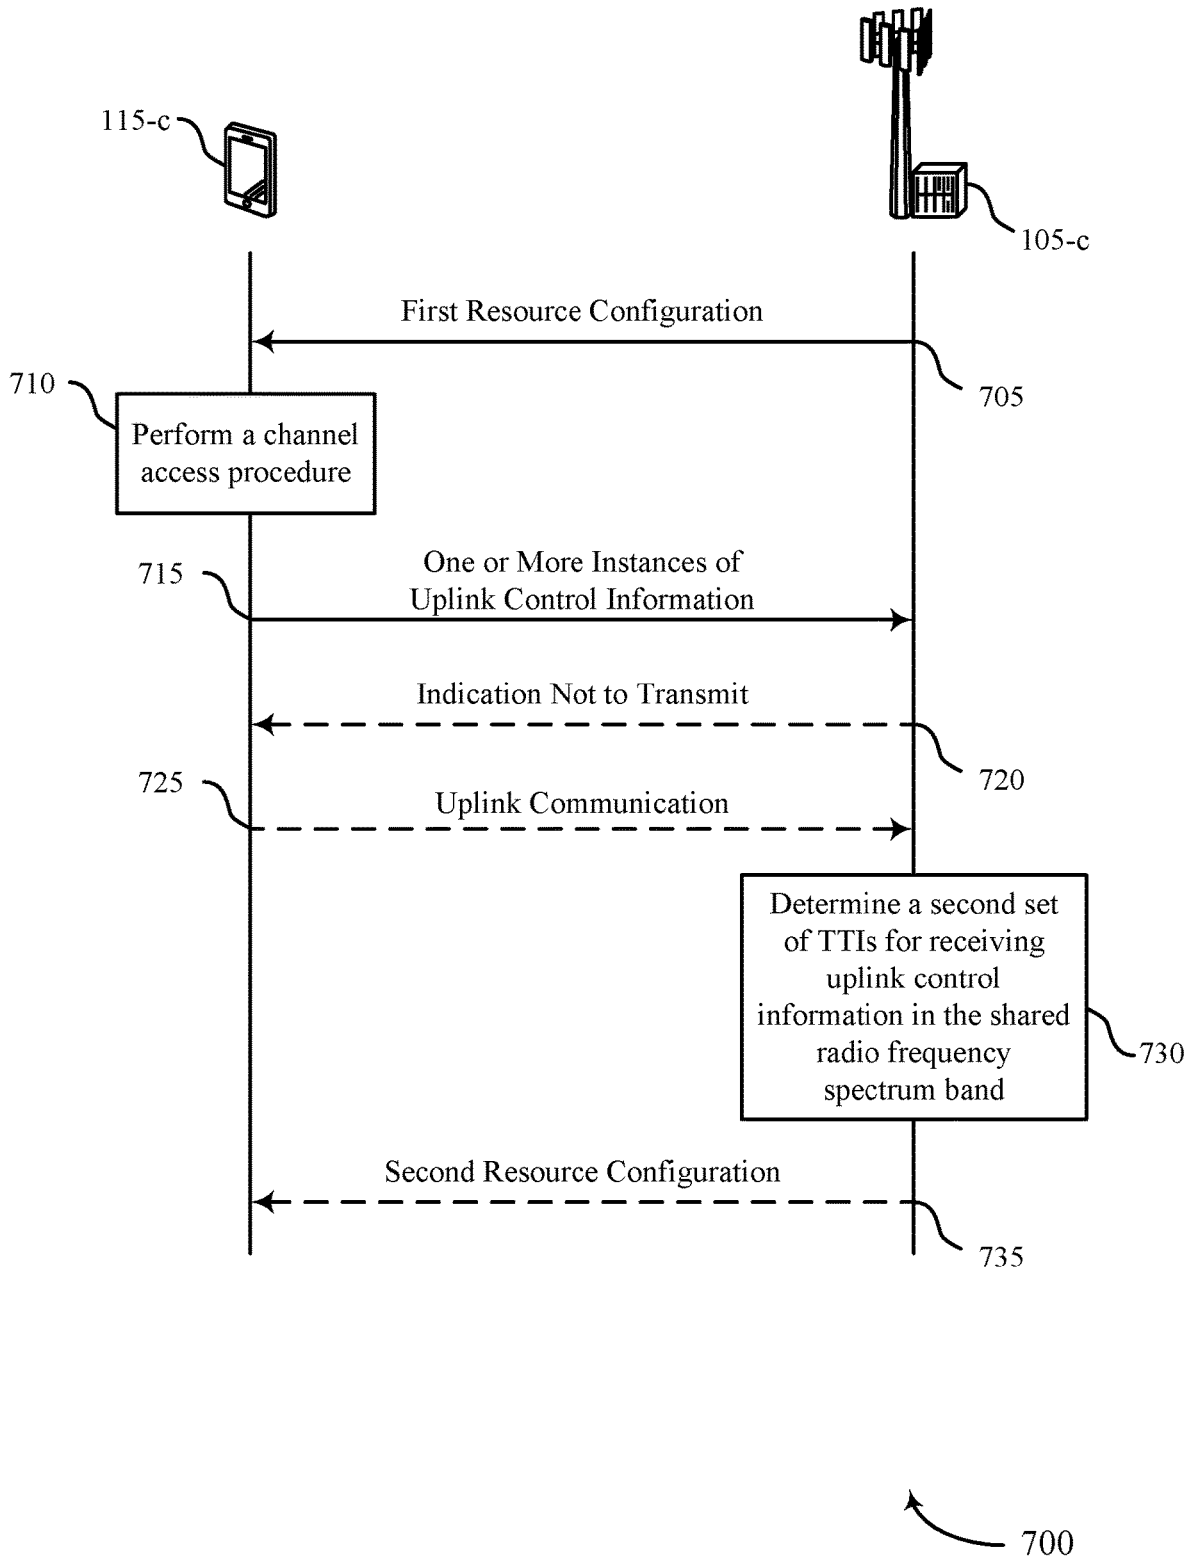 115-c
105-c
First Resource Configuration
705
710
Perform a channel
access procedure
One or More Instances of
Uplink Control Information
715
Indication Not to Transmit
720
725
Uplink Communication
Determine a second set
of TTIs for receiving
uplink control
information in the shared
radio frequency
spectrum band
730
Second Resource Configuration
735
700